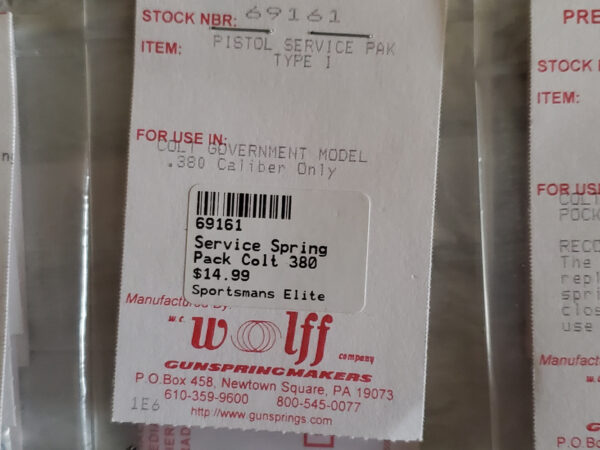 STOCK NBR: 69161
ITEM: PISTOL SERVICE PAK
TYPE I
FOR USE IN:
COLT GOVERNMENT MODEL
.380 Caliber Only
69161
Service Spring
Pack Colt 380
$14.99
Sportsmans Elite
Manufactured By:
W.C.
Wolff
company
GUNSPRINGMAKERS
P.O.Box 458, Newtown Square, PA 19073
610-359-9600 800-545-0077
1E6
http://www.gunsprings.com
PRE
STOCK
ITEM:
FOR USE
COLT
POCK
RECO
The
repl
spri
clos
use
Manufact
W.
P.O